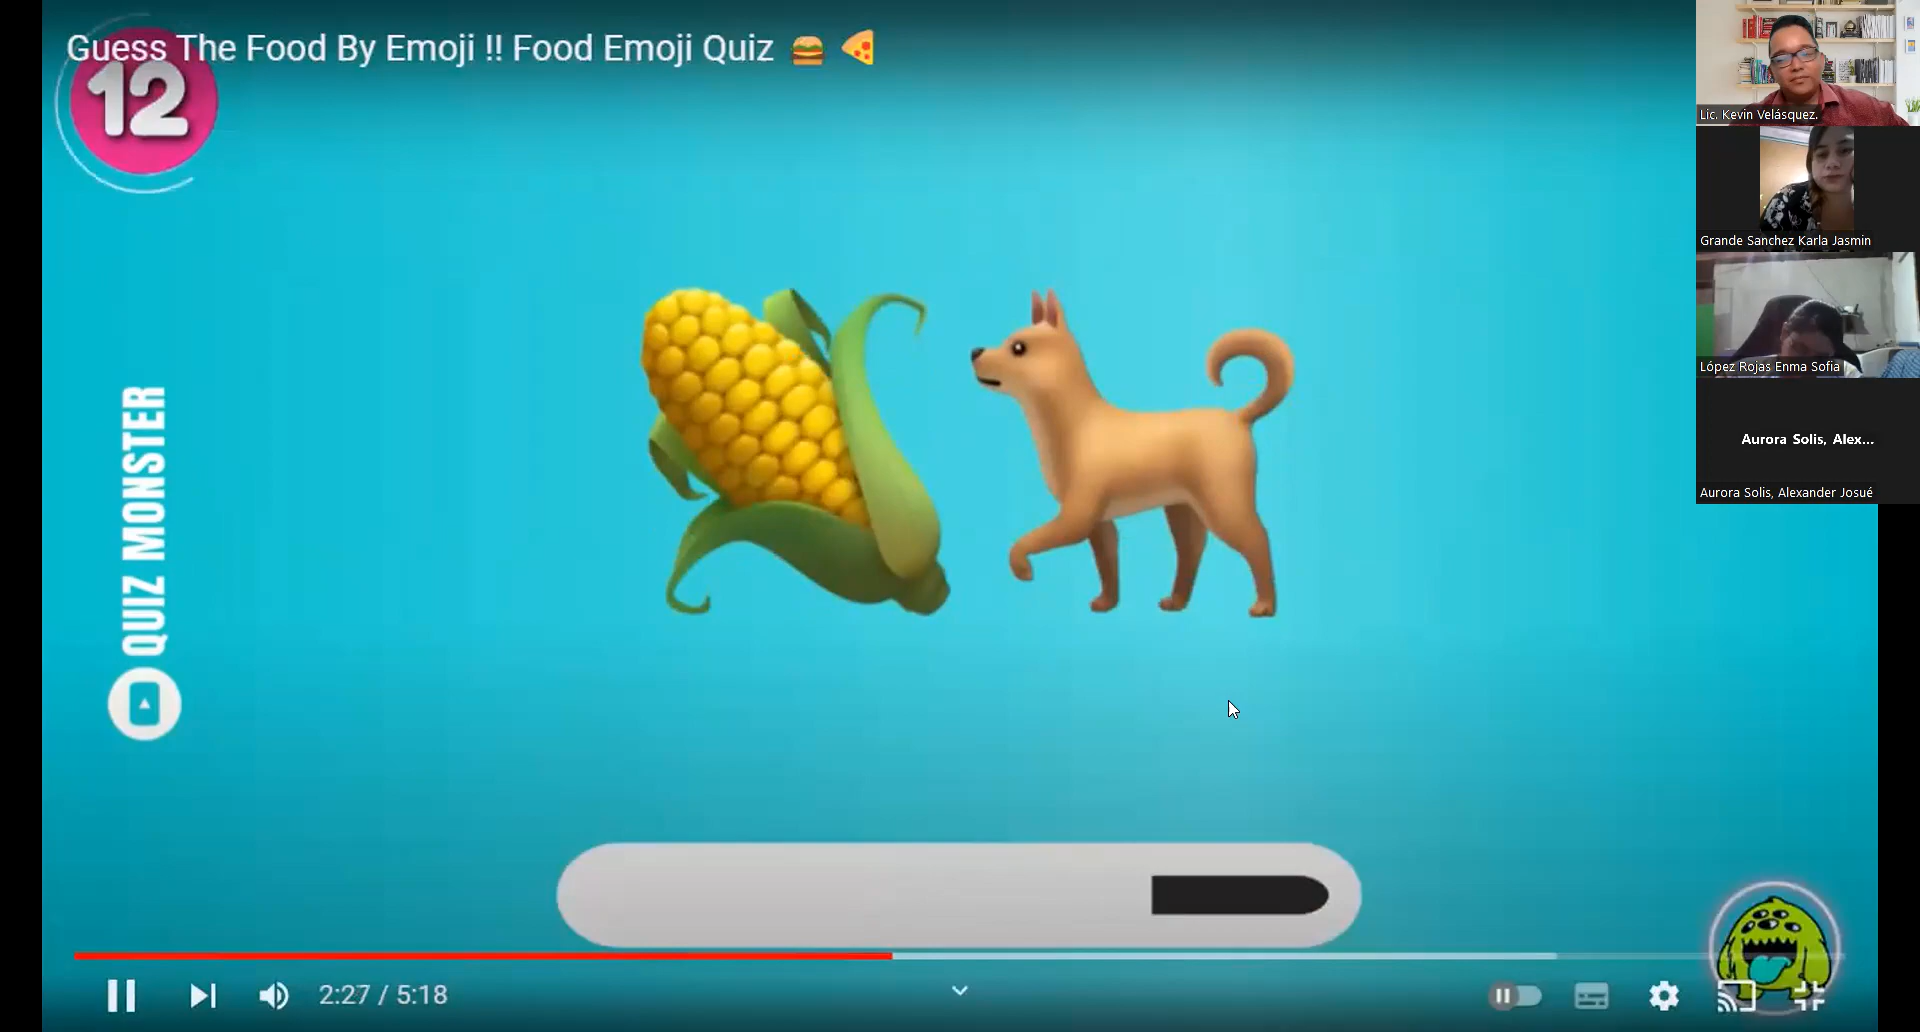 Guess The Food By Emoji !! Food Emoji Quiz 🍔 🍕
12
QUIZ MONSTER
2:27 / 5:18
Lic. Kevin Velásquez.
Grande Sanchez Karla Jasmin
López Rojas Enma Sofia
Aurora Solis, Alex...
Aurora Solis, Alexander Josué